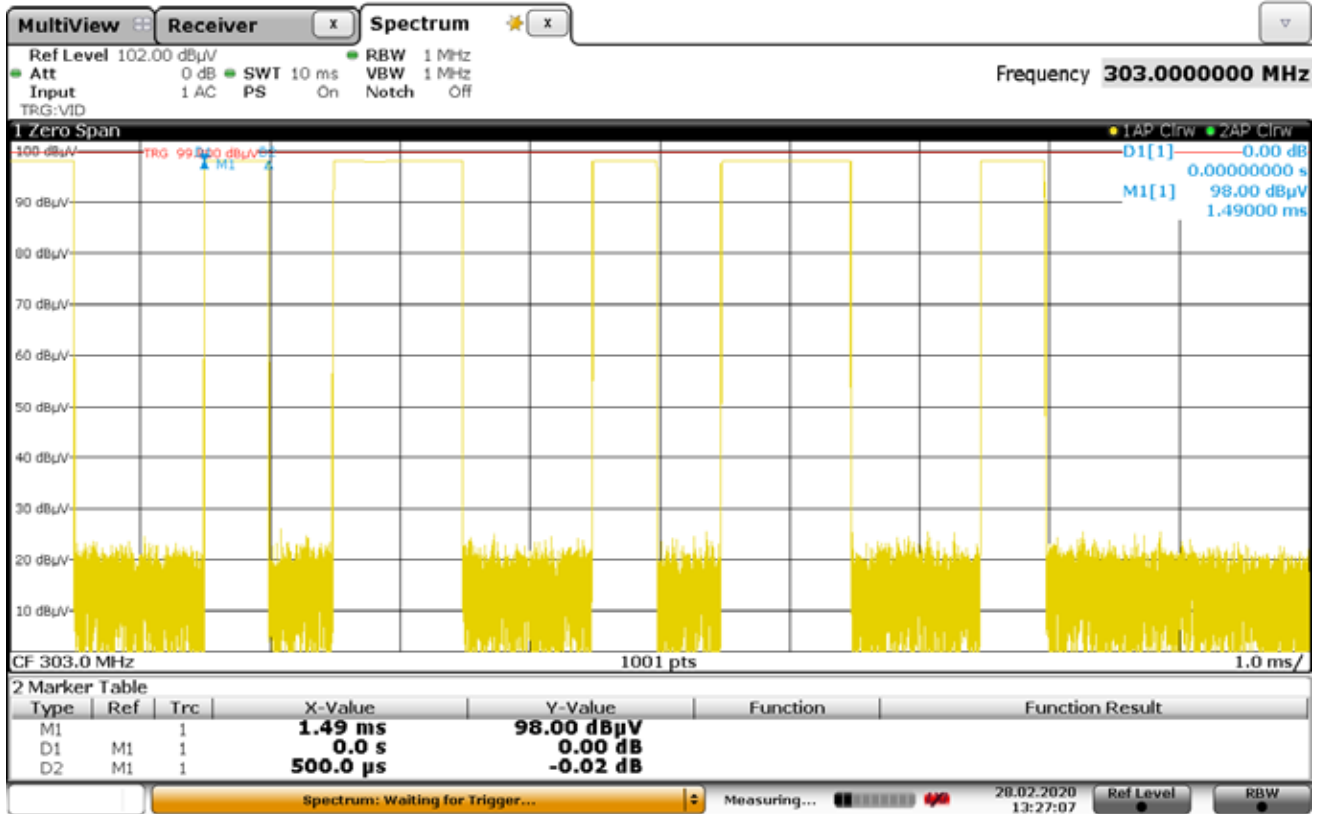 MultiView Receiver X Spectrum X
Ref Level 102.00 dBµV RBW 1 MHz
Att 0 dB SWT 10 ms VBW 1 MHz
Input 1 AC PS On Notch Off
TRG:VID
Frequency 303.0000000 MHz
1 Zero Span 1AP Clrw 2AP Clrw
100 dBµV
M1
D1[1] 0.00 dB
0.00000000 s
M1[1] 98.00 dBµV
1.49000 ms
90 dBµV
80 dBµV
70 dBµV
60 dBµV
50 dBµV
40 dBµV
30 dBµV
20 dBµV
10 dBµV
CF 303.0 MHz 1001 pts 1.0 ms/
2 Marker Table
Type Ref Trc X-Value Y-Value Function Function Result
M1 1 1.49 ms 98.00 dBµV
D1 M1 1 0.0 s 0.00 dB
D2 M1 1 500.0 µs -0.02 dB
Spectrum: Waiting for Trigger... Measuring... 28.02.2020 Ref Level RBW
13:27:07